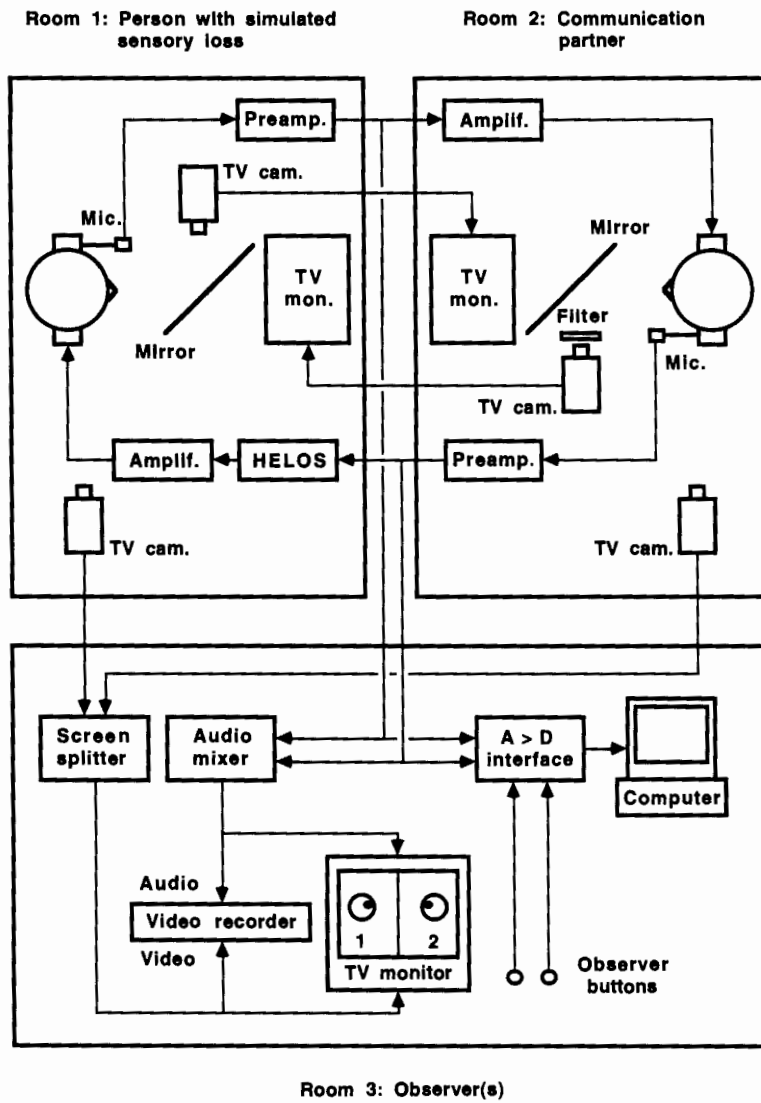 Room 1: Person with simulated
sensory loss
Room 2: Communication
partner
Preamp.
Amplif.
TV cam.
Mic.
Mirror
TV
mon.
TV
mon.
Filter
Mirror
Mic.
TV cam.
Amplif.
HELOS
Preamp.
TV cam.
TV cam.
Screen
splitter
Audio
mixer
A > D
interface
Computer
Audio
Video recorder
Video
1
2
TV monitor
Observer
buttons
Room 3: Observer(s)